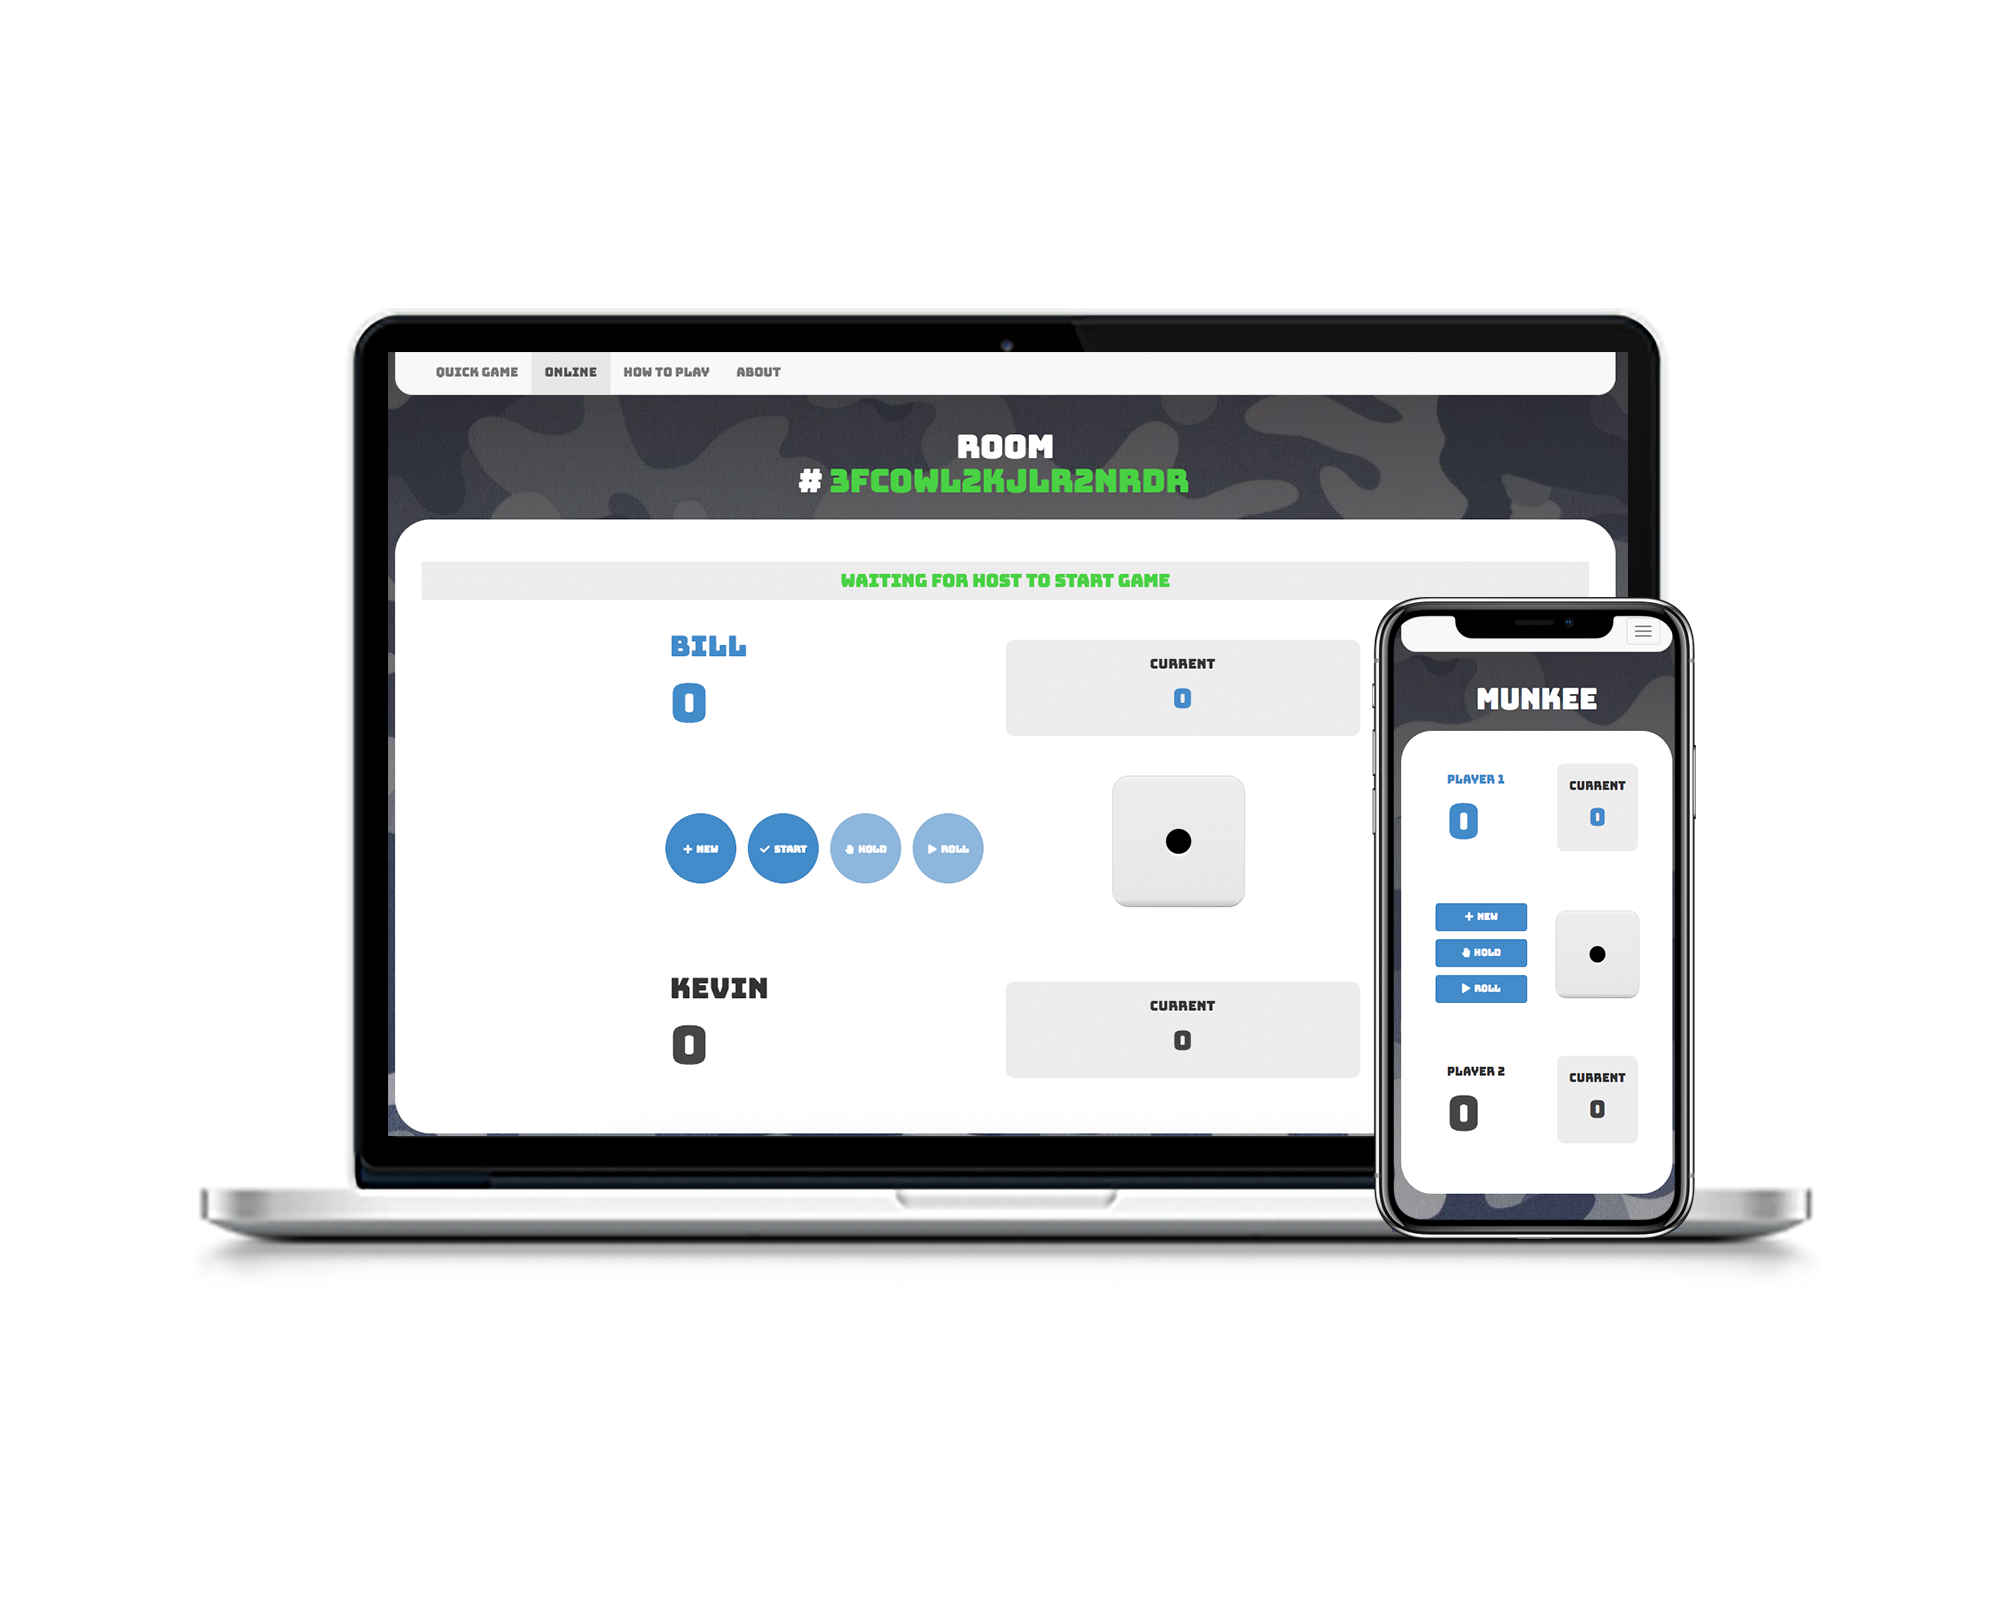 QUICK GAME ONLINE HOW TO PLAY ABOUT
ROOM
# 3FCOWL2KJLR2NRDR
WAITING FOR HOST TO START GAME
BILL
0
CURRENT
0
NEW START HOLD ROLL
KEVIN
0
CURRENT
0
MUNKEE
PLAYER 1
0
CURRENT
0
NEW
HOLD
ROLL
PLAYER 2
0
CURRENT
0